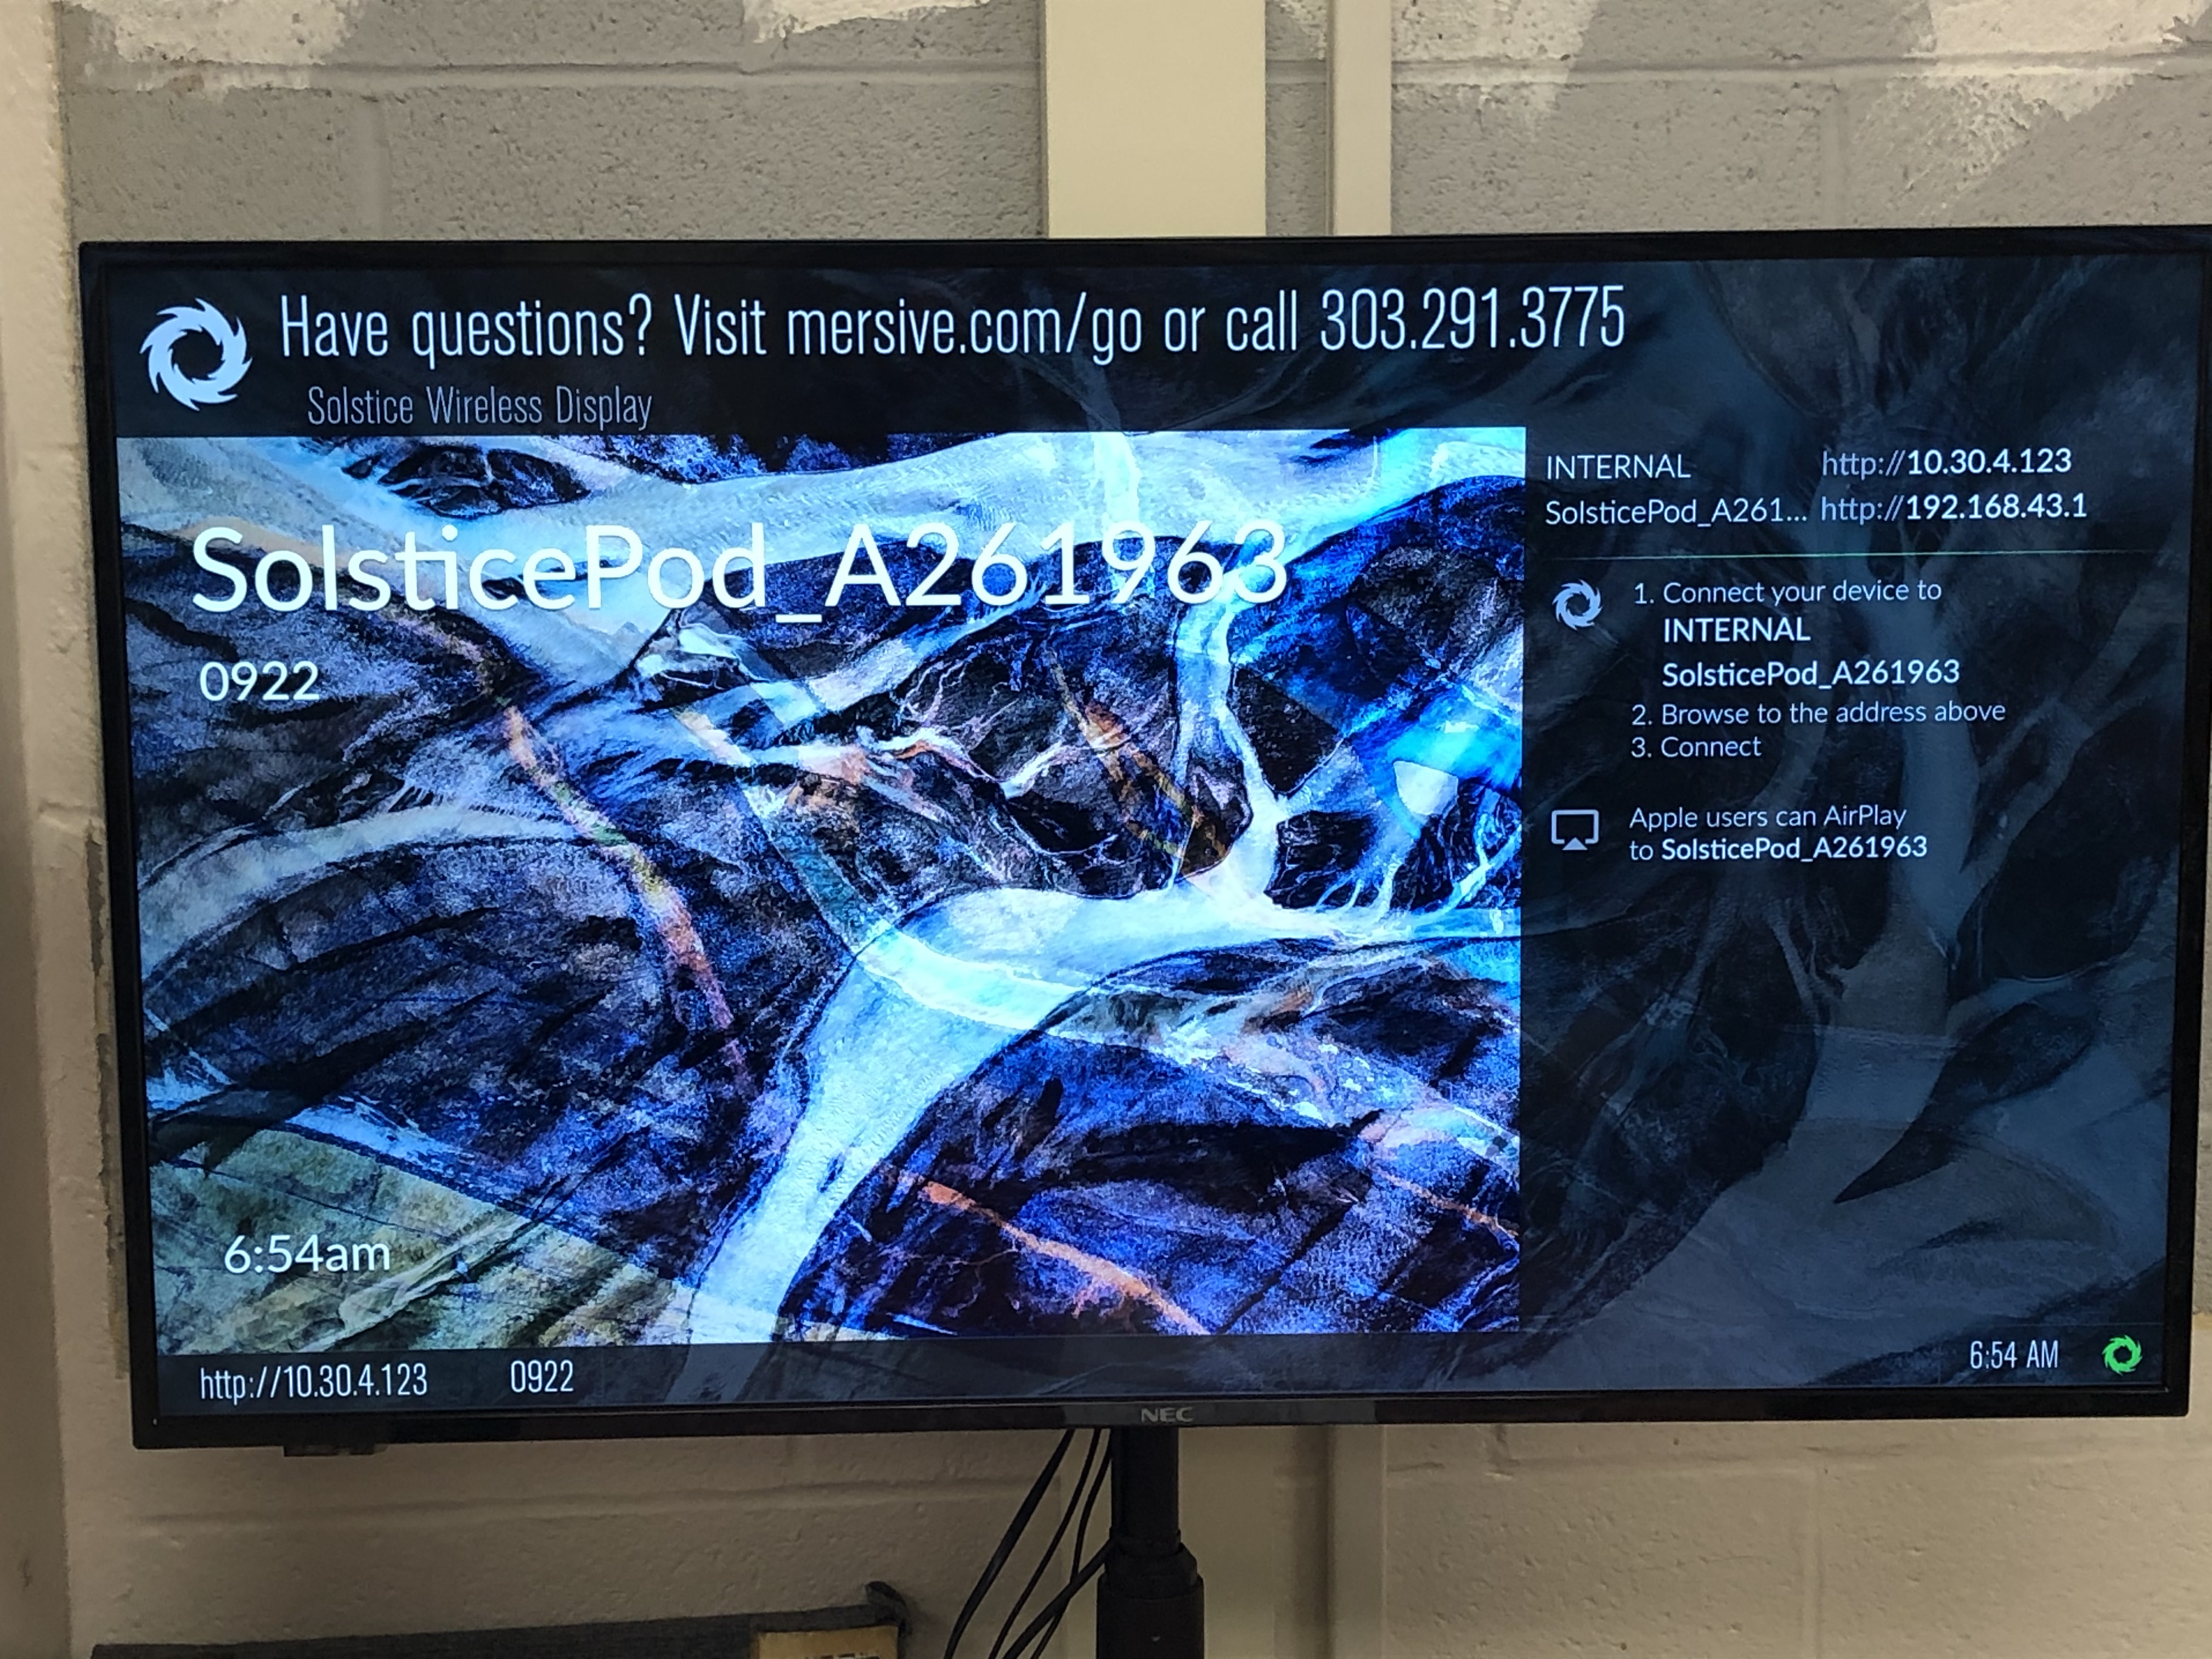 Have questions? Visit mersive.com/go or call 303.291.3775
Solstice Wireless Display
SolsticePod_A261963
0922
6:54am
INTERNAL http://10.30.4.123
SolsticePod_A261... http://192.168.43.1
1. Connect your device to
INTERNAL
SolsticePod_A261963
2. Browse to the address above
3. Connect
Apple users can AirPlay
to SolsticePod_A261963
http://10.30.4.123 0922
6:54 AM
NEC